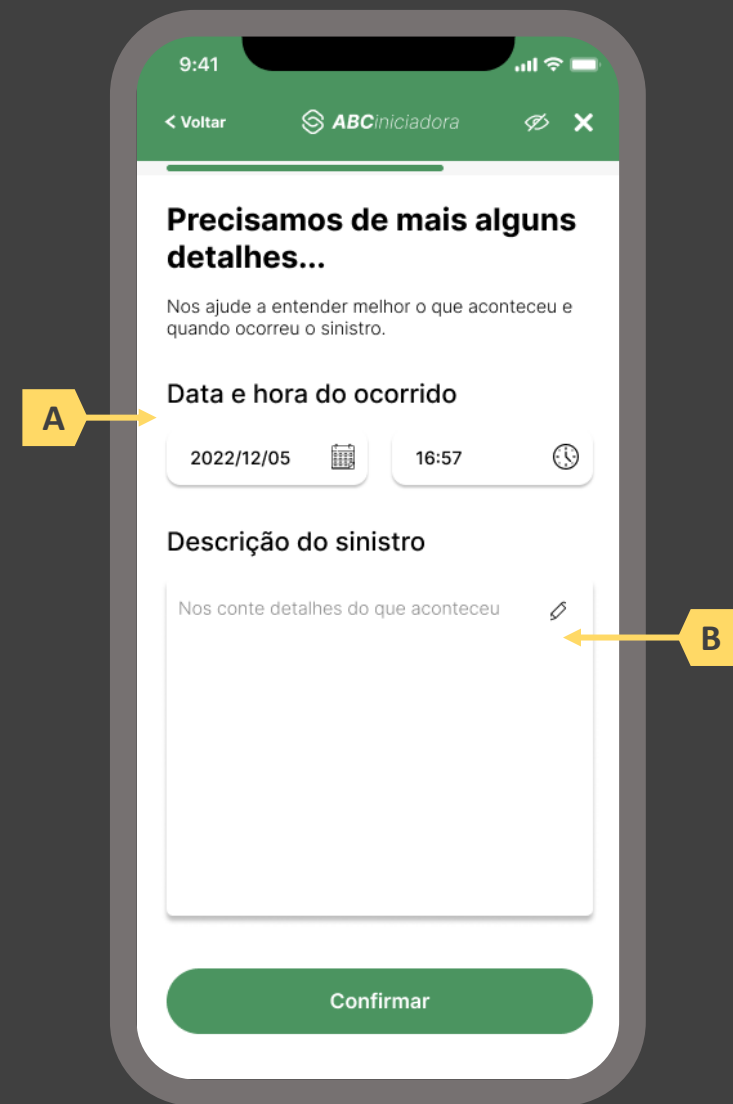 9:41
< Voltar
ABCiniciadora
Precisamos de mais alguns
detalhes...
Nos ajude a entender melhor o que aconteceu e
quando ocorreu o sinistro.
Data e hora do ocorrido
A
2022/12/05
16:57
Descrição do sinistro
Nos conte detalhes do que aconteceu
B
Confirmar